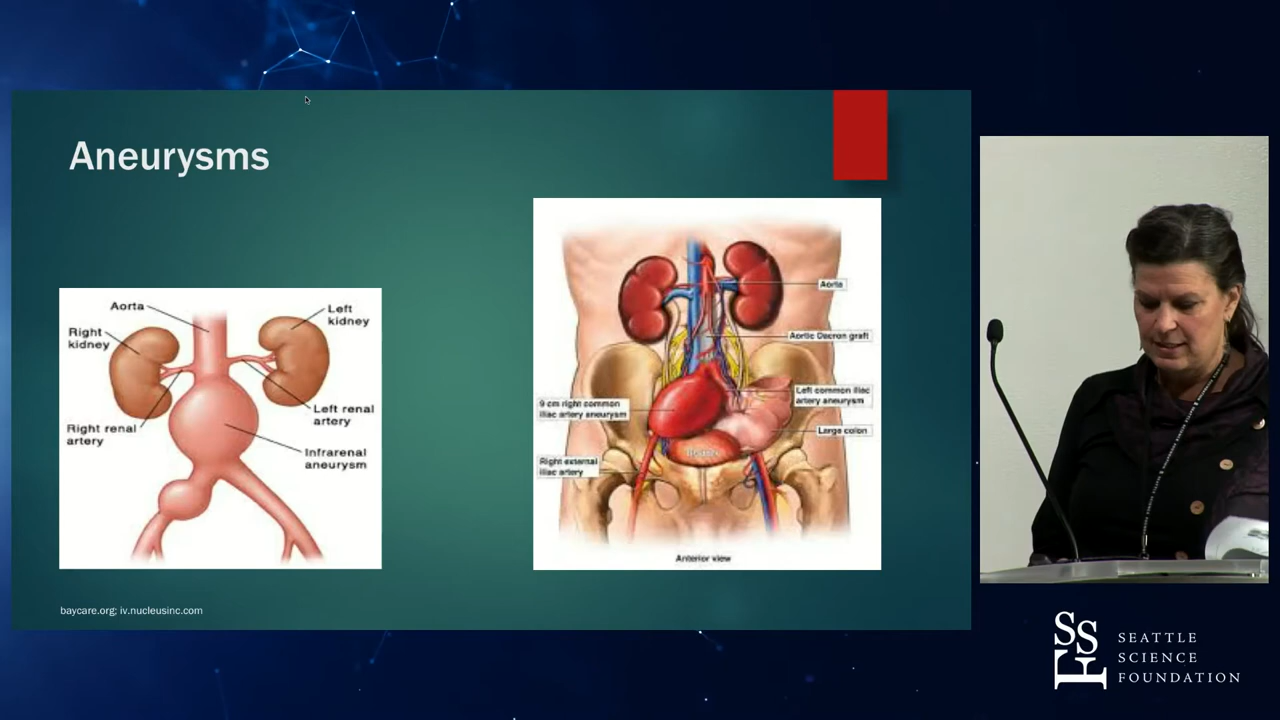 Aneurysms
Aorta
Right
kidney
Left
kidney
Right renal
artery
Left renal
artery
Infrarenal
aneurysm
Aorta
Aortic Dacron graft
9 cm right common
iliac artery aneurysm
Left common iliac
artery aneurysm
Large colon
Right external
iliac artery
Anterior view
baycare.org; iv.nucleusinc.com
SSF
SEATTLE
SCIENCE
FOUNDATION